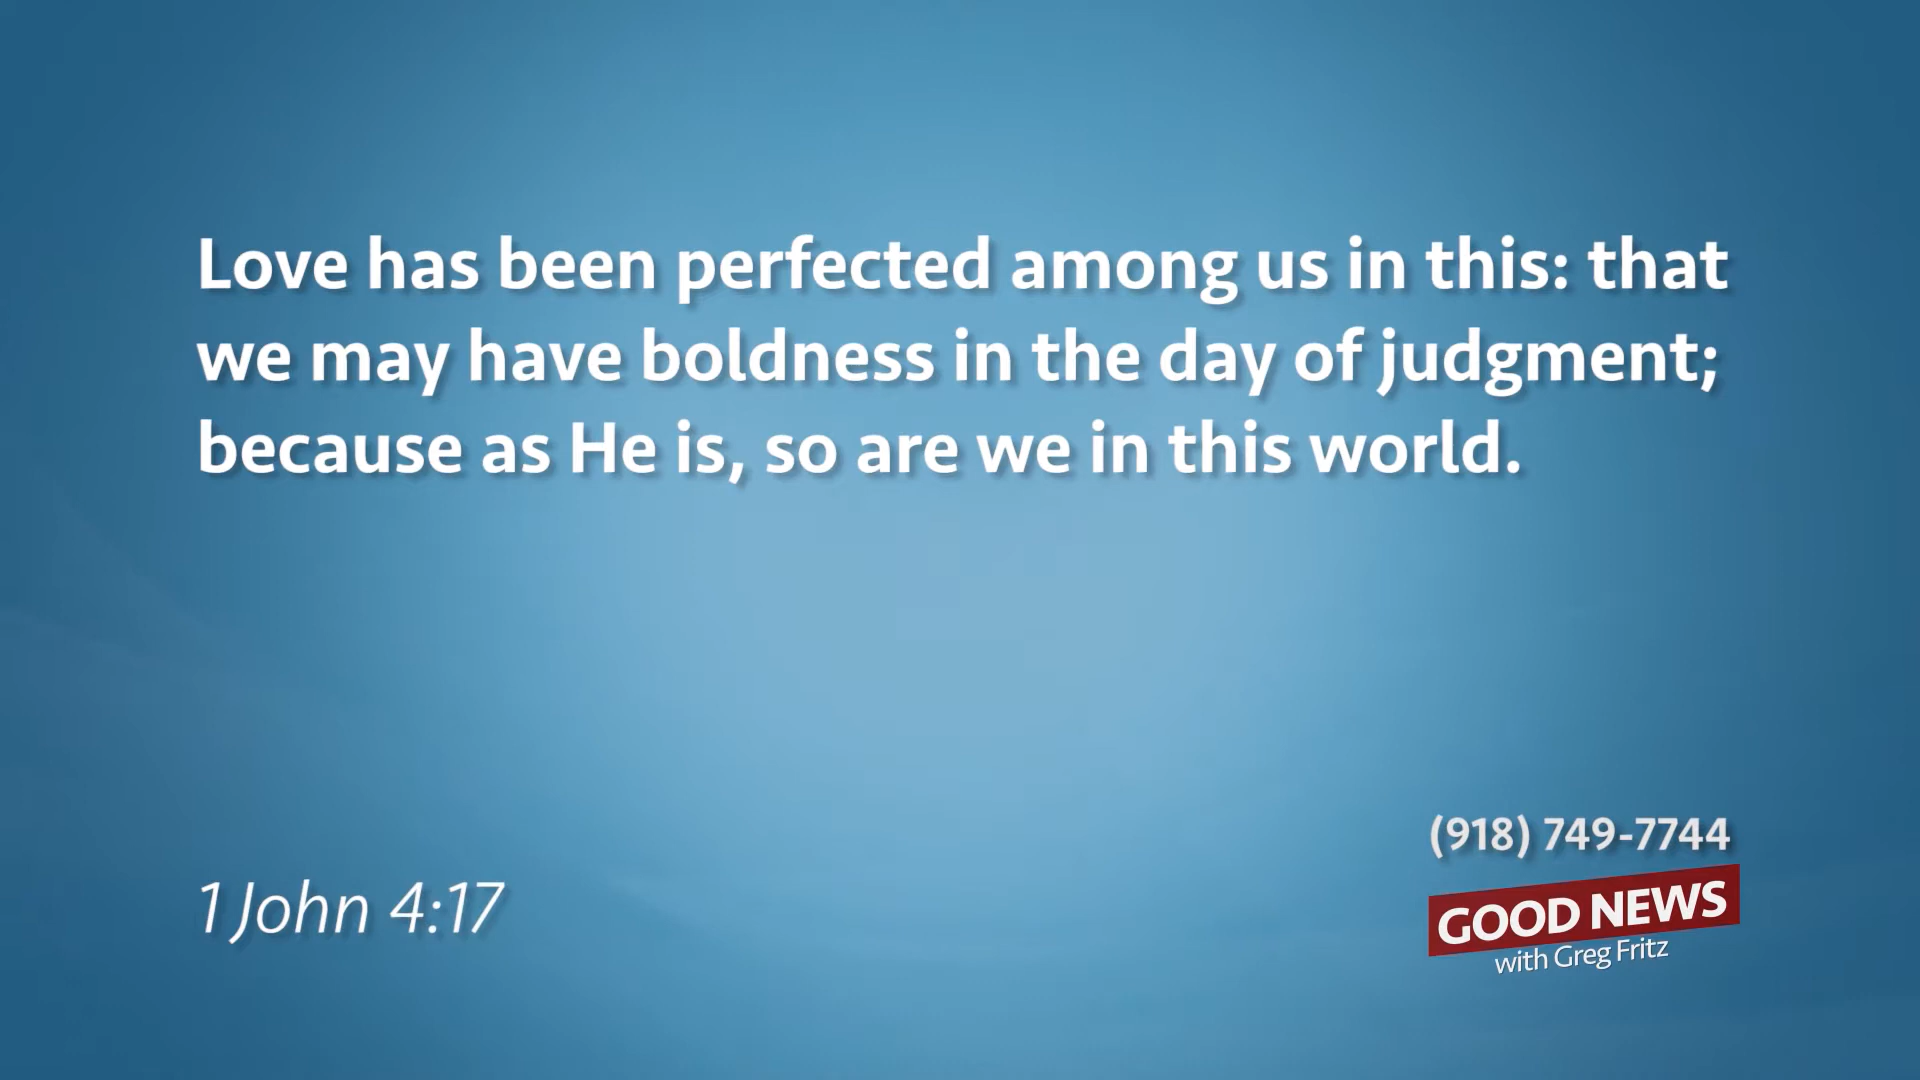 Love has been perfected among us in this: that
we may have boldness in the day of judgment;
because as He is, so are we in this world.
1 John 4:17
(918) 749-7744
GOOD NEWS
with Greg Fritz